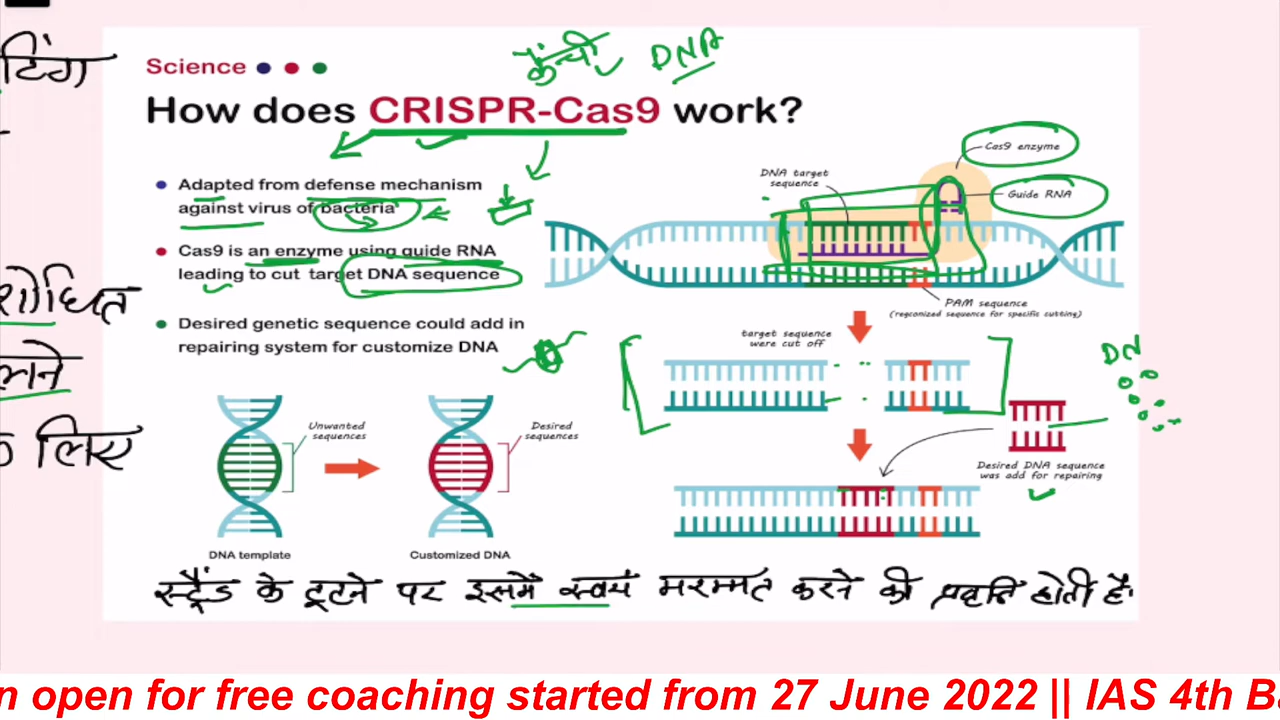 टिंग
शोधित
लने
के लिए
कैंची DNA
Science
How does CRISPR-Cas9 work?
Adapted from defense mechanism
against virus of bacteria
Cas9 is an enzyme using guide RNA
leading to cut target DNA sequence
Desired genetic sequence could add in
repairing system for customize DNA
Unwanted
sequences
Desired
sequences
DNA template
Customized DNA
Cas9 enzyme
DNA target
sequence
Guide RNA
PAM sequence
(regconized sequence for specific cutting)
target sequence
were cut off
DN
Desired DNA sequence
was add for repairing
स्ट्रैंड के टूटने पर इसमें स्वयं मरम्मत करने की प्रवृति होती है।
n open for free coaching started from 27 June 2022 || IAS 4th B